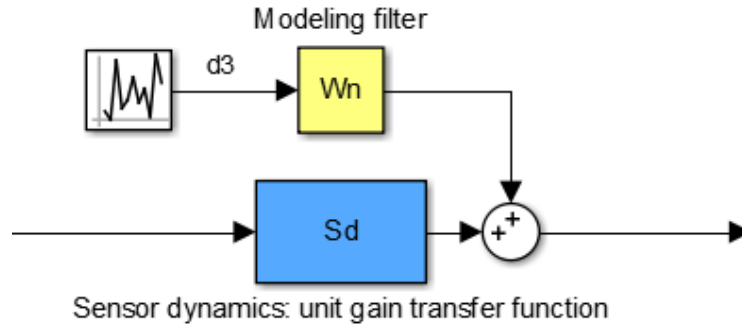 Modeling filter
d3
Wn
Sd
+
+
Sensor dynamics: unit gain transfer function